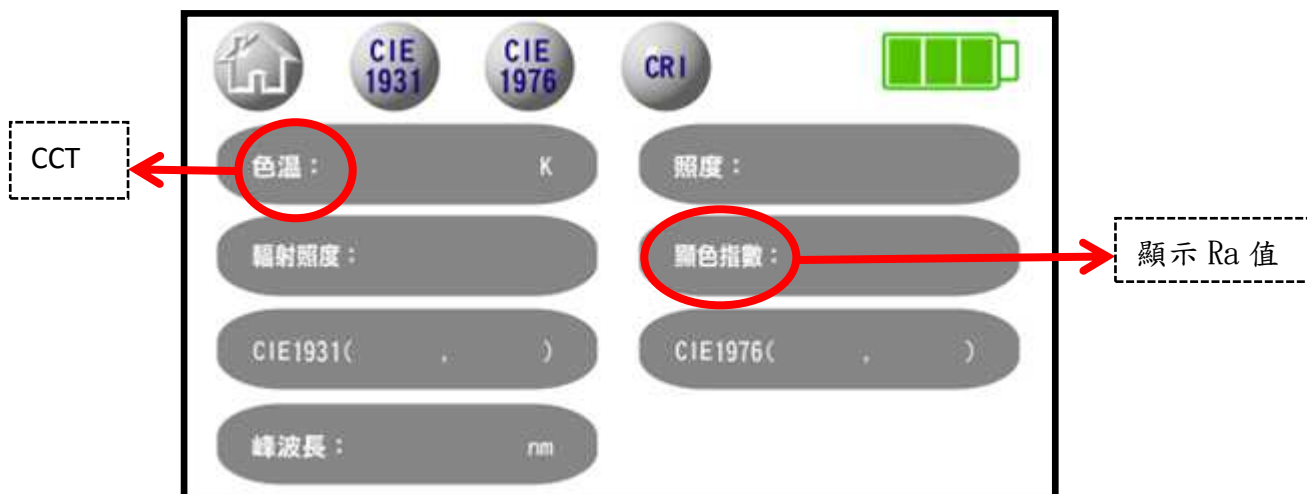 CIE
1931
CIE
1976
CRI
CCT
色溫： K
照度：
輻射照度：
顯色指數：
顯示 Ra 值
CIE1931( , )
CIE1976( , )
峰波長： nm